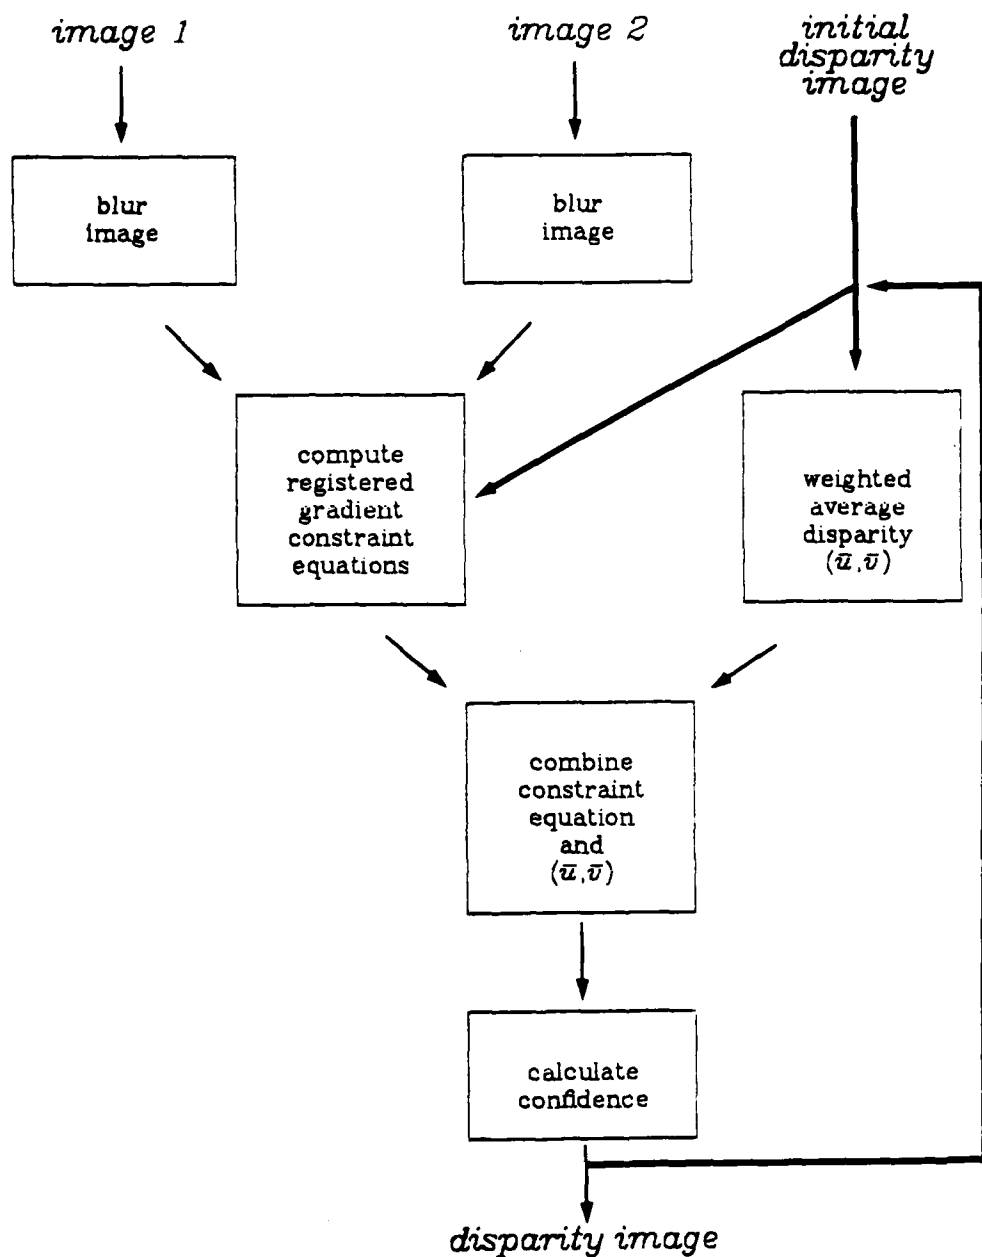 image 1
image 2
initial
disparity
image
blur
image
blur
image
compute
registered
gradient
constraint
equations
weighted
average
disparity
(ū,v̄)
combine
constraint
equation
and
(ū,v̄)
calculate
confidence
disparity image